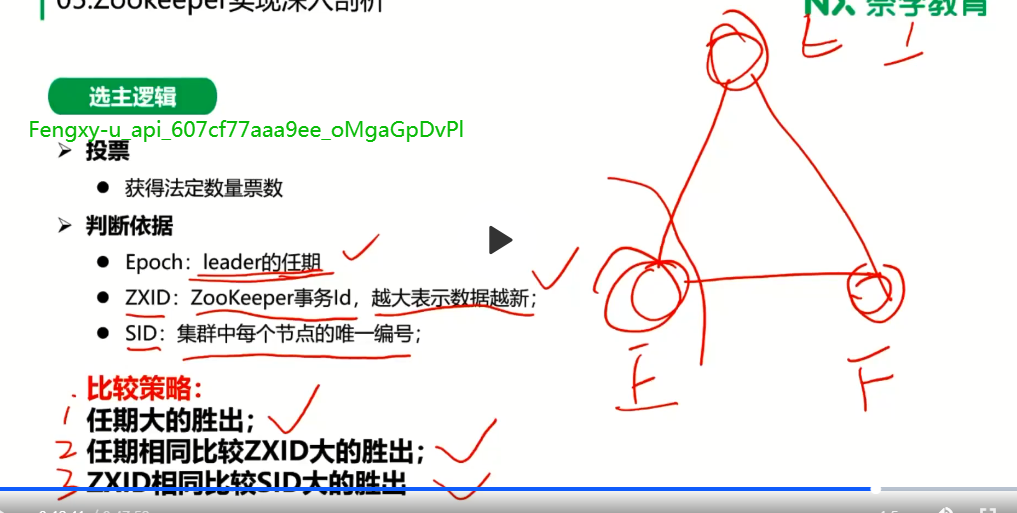 05.ZooKeeper实现深入剖析
奈学教育
选主逻辑
Fengxy-u_api_607cf77aaa9ee_oMgaGpDvPl
投票
获得法定数量票数
判断依据
Epoch：leader的任期
ZXID：ZooKeeper事务Id，越大表示数据越新；
SID：集群中每个节点的唯一编号；
比较策略：
1 任期大的胜出；
2 任期相同比较ZXID大的胜出；
3 ZXID相同比较SID大的胜出
L 1
F
F